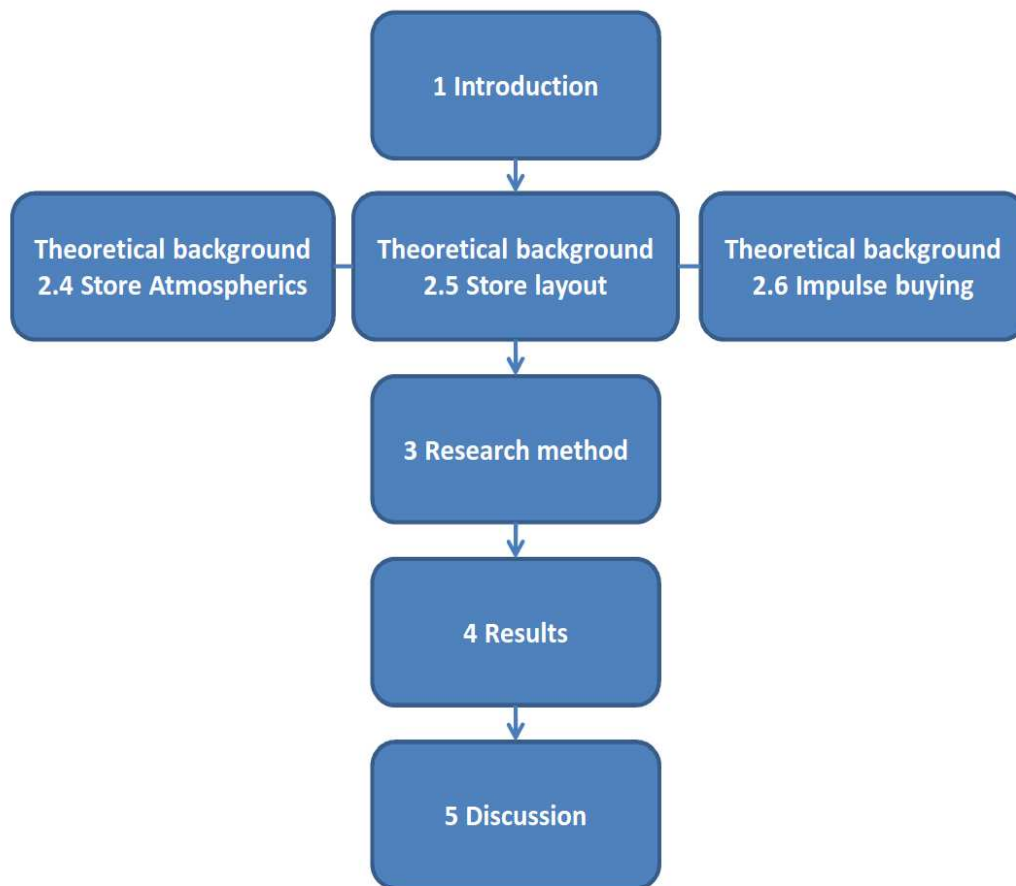 1 Introduction
Theoretical background
2.4 Store Atmospherics
Theoretical background
2.5 Store layout
Theoretical background
2.6 Impulse buying
3 Research method
4 Results
5 Discussion